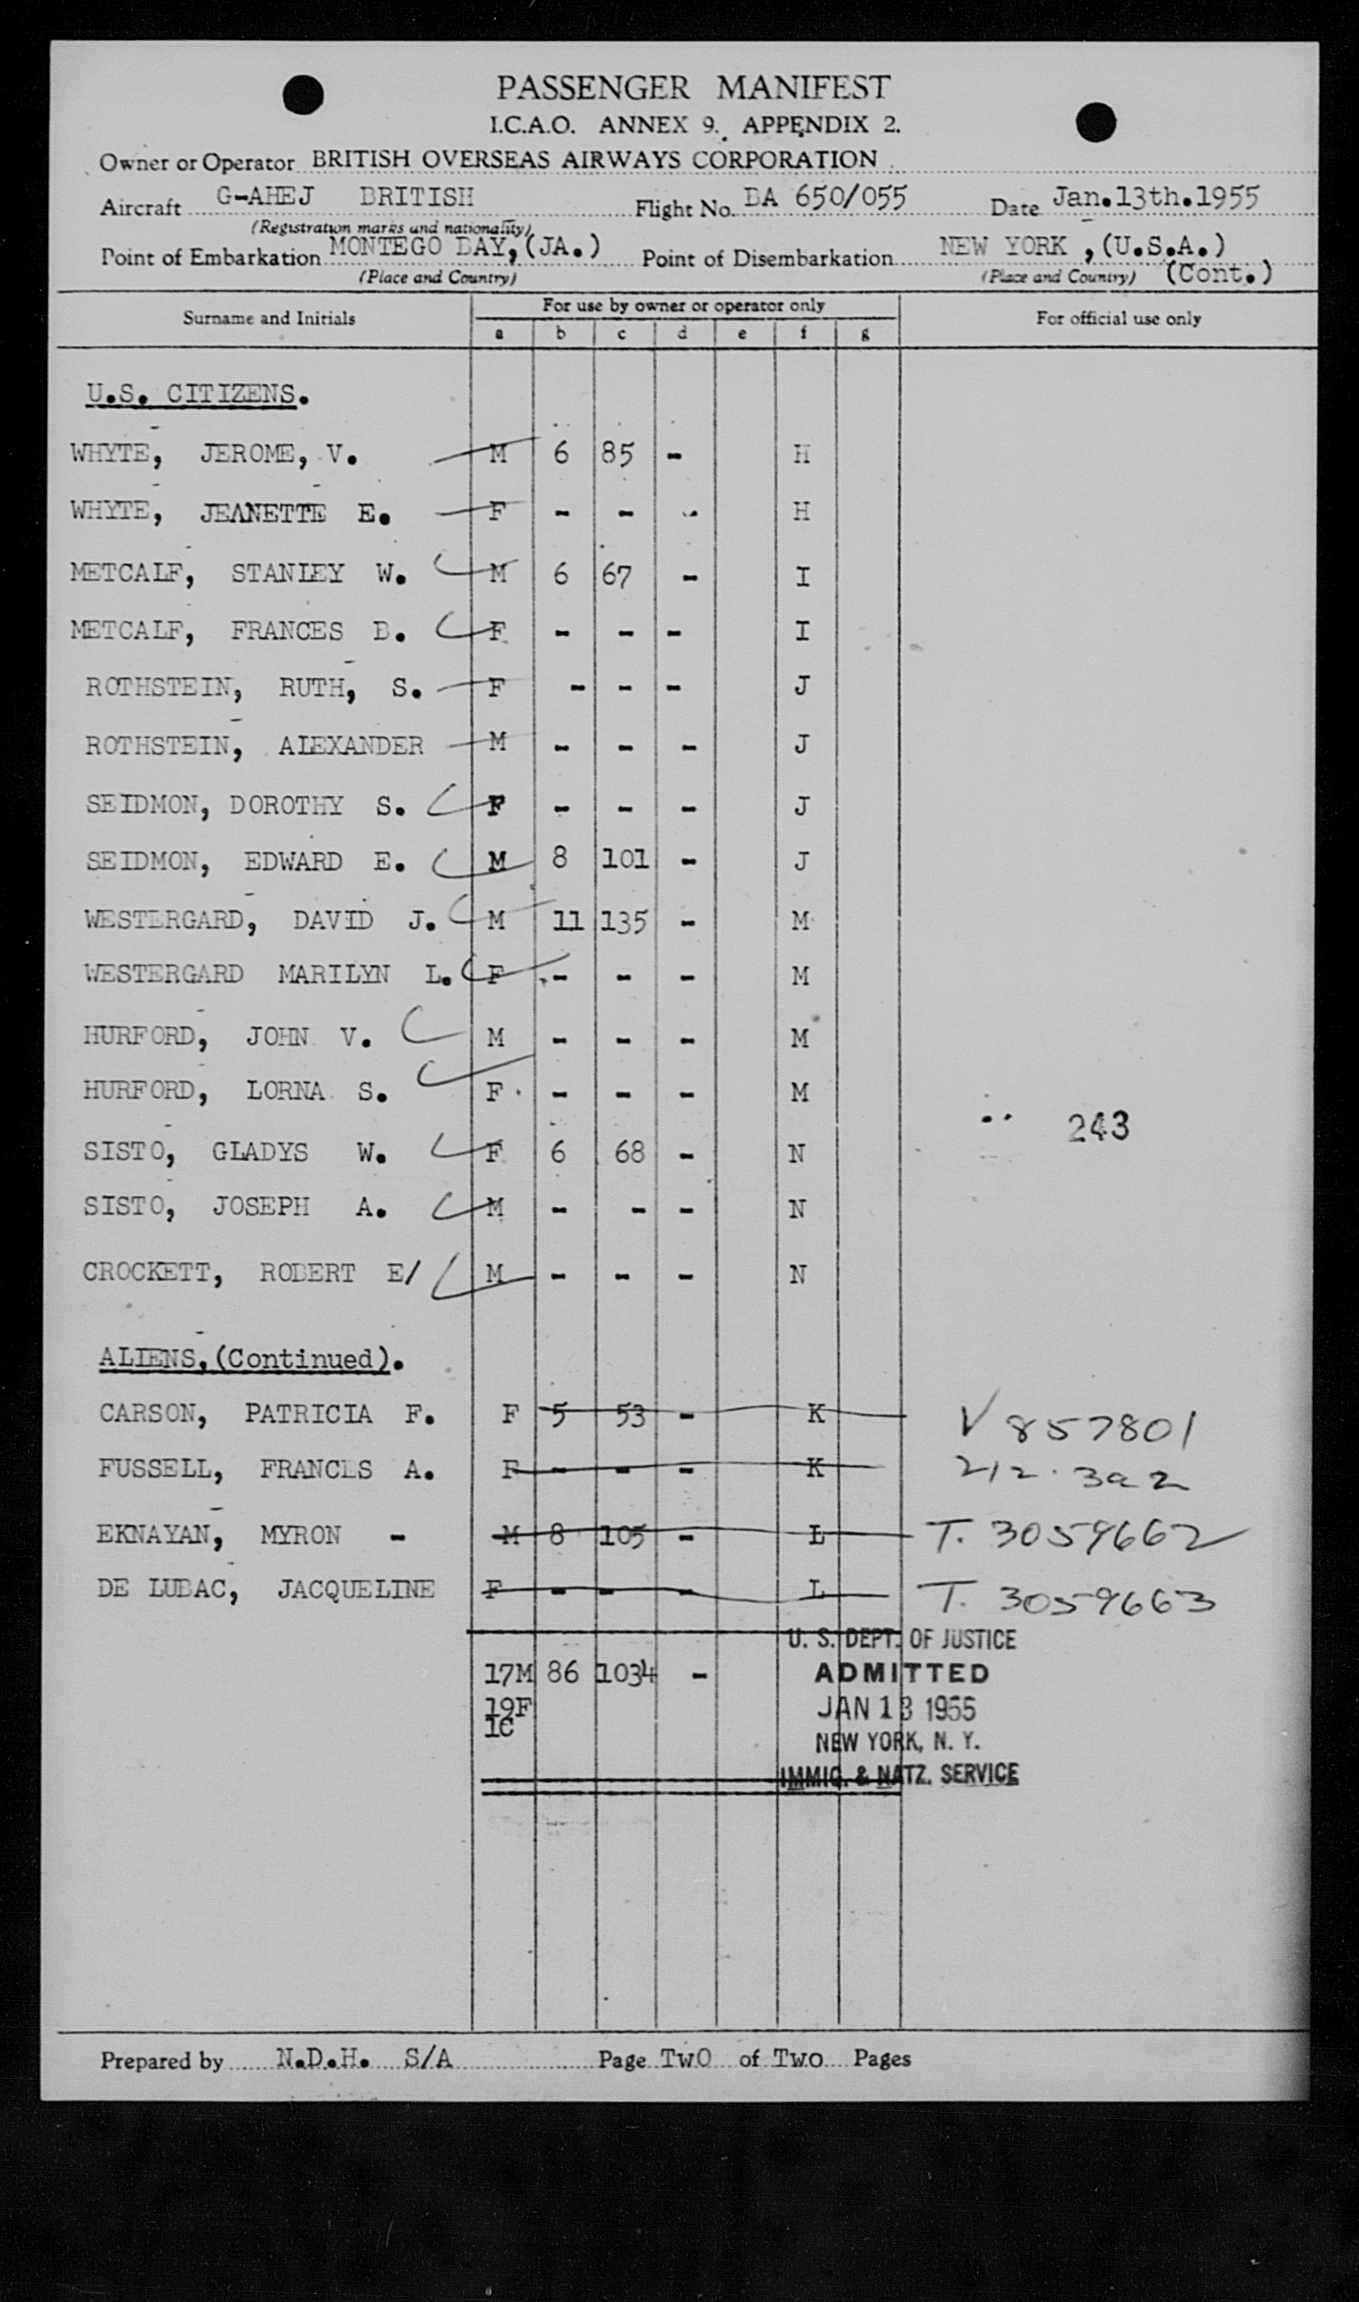 PASSENGER MANIFEST
I.C.A.O. ANNEX 9. APPENDIX 2.
Owner or Operator BRITISH OVERSEAS AIRWAYS CORPORATION
Aircraft G-AHEJ BRITISH Flight No. BA 650/055 Date Jan.13th.1955
(Registration marks and nationality)
Point of Embarkation MONTEGO BAY,(JA.) Point of Disembarkation NEW YORK ,(U.S.A.)
(Place and Country) (Place and Country) (Cont.)
Surname and Initials For use by owner or operator only For official use only
a b c d e f g
U.S. CITIZENS.
WHYTE, JEROME, V. M 6 85 - H
WHYTE, JEANETTE E. F - - - H
METCALF, STANLEY W. M 6 67 - I
METCALF, FRANCES B. F - - - I
ROTHSTEIN, RUTH, S. F - - - J
ROTHSTEIN, ALEXANDER M - - - J
SEIDMON, DOROTHY S. F - - - J
SEIDMON, EDWARD E. M 8 101 - J
WESTERGARD, DAVID J. M 11 135 - M
WESTERGARD MARILYN L. F - - - M
HURFORD, JOHN V. M - - - M
HURFORD, LORNA S. F - - - M
243
SISTO, GLADYS W. F 6 68 - N
SISTO, JOSEPH A. M - - - N
CROCKETT, ROBERT E/ M - - - N
ALIENS,(Continued).
CARSON, PATRICIA F. F 5 53 - K V 857801
FUSSELL, FRANCES A. F - - - K 212.392
EKNAYAN, MYRON - M 8 105 - L T. 3059662
DE LUBAC, JACQUELINE F - - - L T. 3059663
U. S. DEPT. OF JUSTICE
17M 86 1034 - ADMITTED
19F JAN 13 1955
1C
NEW YORK, N. Y.
IMMIG. & NATZ. SERVICE
Prepared by N.D.H. S/A Page TWO of TWO Pages